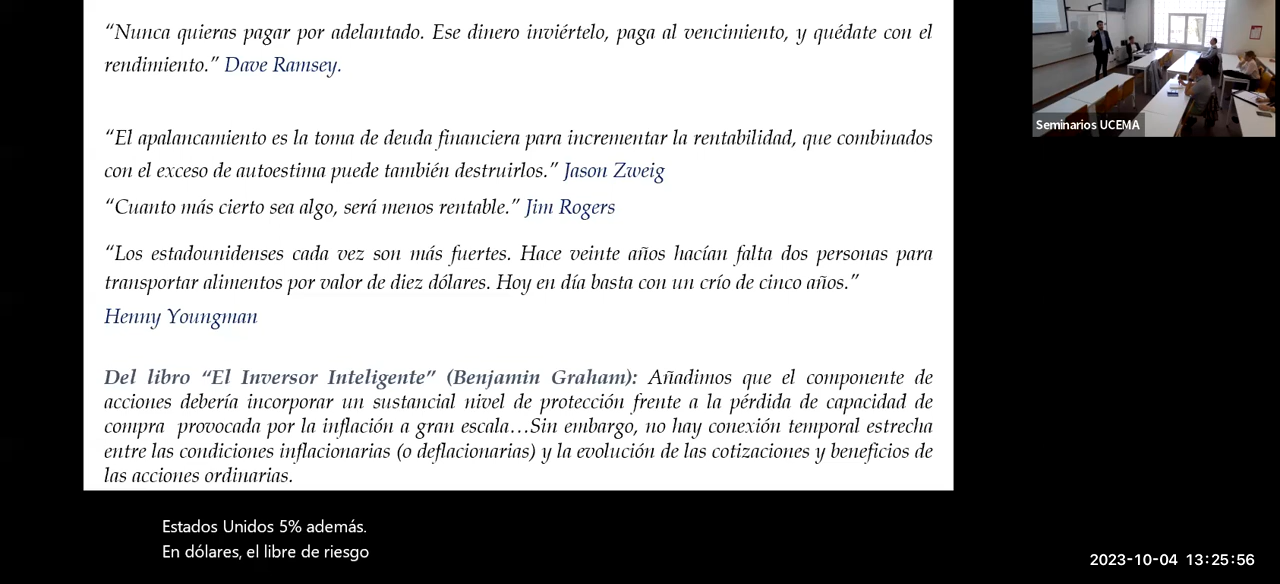 “Nunca quieras pagar por adelantado. Ese dinero inviértelo, paga al vencimiento, y quédate con el
rendimiento.” Dave Ramsey.
“El apalancamiento es la toma de deuda financiera para incrementar la rentabilidad, que combinados
con el exceso de autoestima puede también destruirlos.” Jason Zweig
“Cuanto más cierto sea algo, será menos rentable.” Jim Rogers
“Los estadounidenses cada vez son más fuertes. Hace veinte años hacían falta dos personas para
transportar alimentos por valor de diez dólares. Hoy en día basta con un crío de cinco años.”
Henny Youngman
Del libro “El Inversor Inteligente” (Benjamin Graham): Añadimos que el componente de
acciones debería incorporar un sustancial nivel de protección frente a la pérdida de capacidad de
compra provocada por la inflación a gran escala…Sin embargo, no hay conexión temporal estrecha
entre las condiciones inflacionarias (o deflacionarias) y la evolución de las cotizaciones y beneficios de
las acciones ordinarias.
Seminarios UCEMA
Estados Unidos 5% además.
En dólares, el libre de riesgo
2023-10-04 13:25:56